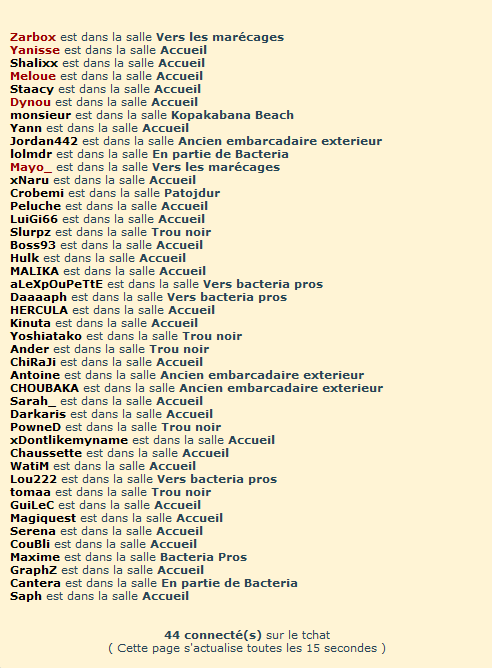 Zarbox est dans la salle Vers les marécages
Yanisse est dans la salle Accueil
Shalixx est dans la salle Accueil
Meloue est dans la salle Accueil
Staacy est dans la salle Accueil
Dynou est dans la salle Accueil
monsieur est dans la salle Kopakabana Beach
Yann est dans la salle Accueil
Jordan442 est dans la salle Ancien embarcadaire exterieur
lolmdr est dans la salle En partie de Bacteria
Mayo_ est dans la salle Vers les marécages
xNaru est dans la salle Accueil
Crobemi est dans la salle Patojdur
Peluche est dans la salle Accueil
LuiGi66 est dans la salle Accueil
Slurpz est dans la salle Trou noir
Boss93 est dans la salle Accueil
Hulk est dans la salle Accueil
MALIKA est dans la salle Accueil
aLeXpOuPeTtE est dans la salle Vers bacteria pros
Daaaaph est dans la salle Vers bacteria pros
HERCULA est dans la salle Accueil
Kinuta est dans la salle Accueil
Yoshiatako est dans la salle Trou noir
Ander est dans la salle Trou noir
ChiRaJi est dans la salle Accueil
Antoine est dans la salle Ancien embarcadaire exterieur
CHOUBAKA est dans la salle Ancien embarcadaire exterieur
Sarah_ est dans la salle Accueil
Darkaris est dans la salle Accueil
PowneD est dans la salle Trou noir
xDontlikemyname est dans la salle Accueil
Chaussette est dans la salle Accueil
WatiM est dans la salle Accueil
Lou222 est dans la salle Vers bacteria pros
tomaa est dans la salle Trou noir
GuiLeC est dans la salle Accueil
Magiquest est dans la salle Accueil
Serena est dans la salle Accueil
CouBli est dans la salle Accueil
Maxime est dans la salle Bacteria Pros
GraphZ est dans la salle Accueil
Cantera est dans la salle En partie de Bacteria
Saph est dans la salle Accueil
44 connecté(s) sur le tchat
( Cette page s'actualise toutes les 15 secondes )